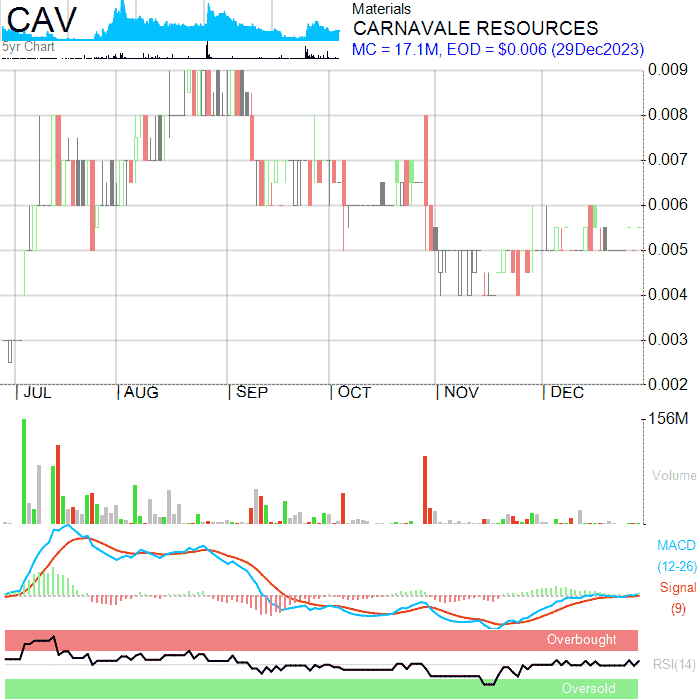 CAV
5yr Chart
Materials
CARNAVALE RESOURCES
MC = 17.1M, EOD = $0.006 (29Dec2023)
0.009
0.008
0.007
0.006
0.005
0.004
0.003
0.002
JUL AUG SEP OCT NOV DEC
156M
Volume
MACD
(12-26)
Signal
(9)
Overbought
RSI(14)
Oversold